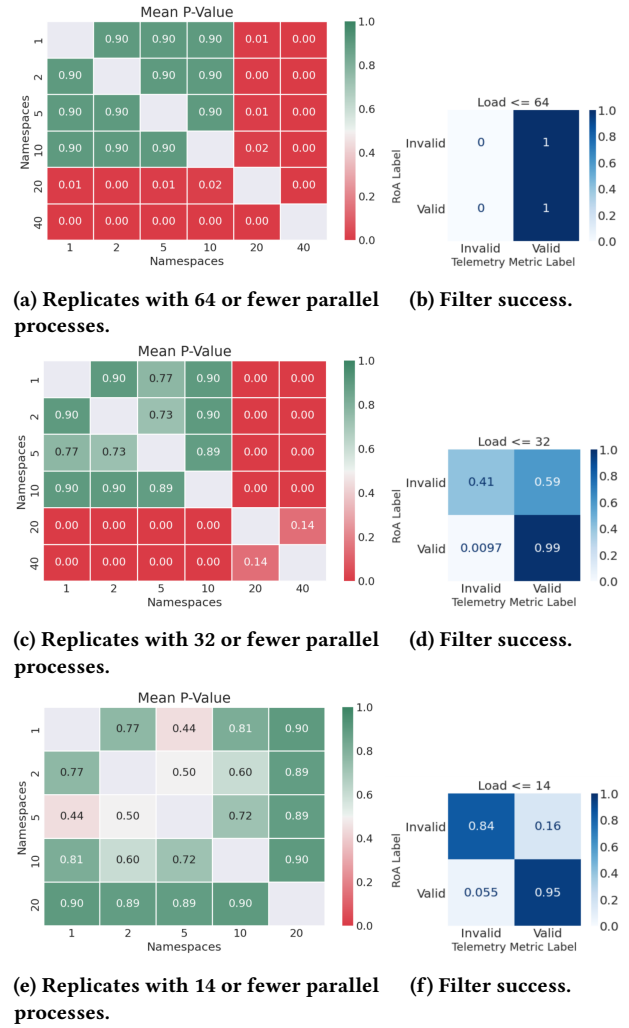 Mean P-Value
1 0.90 0.90 0.90 0.01 0.00
2 0.90 0.90 0.90 0.00 0.00
5 0.90 0.90 0.90 0.01 0.00
10 0.90 0.90 0.90 0.02 0.00
20 0.01 0.00 0.01 0.02 0.00
40 0.00 0.00 0.00 0.00 0.00
1 2 5 10 20 40
Namespaces
Namespaces
1.0
0.8
0.6
0.4
0.2
0.0
Load <= 64
Invalid 0 1
Valid 0 1
Invalid Valid
Telemetry Metric Label
RoA Label
1.0
0.8
0.6
0.4
0.2
0.0
(a) Replicates with 64 or fewer parallel
processes.
(b) Filter success.
Mean P-Value
1 0.90 0.77 0.90 0.00 0.00
2 0.90 0.73 0.90 0.00 0.00
5 0.77 0.73 0.89 0.00 0.00
10 0.90 0.90 0.89 0.00 0.00
20 0.00 0.00 0.00 0.00 0.14
40 0.00 0.00 0.00 0.00 0.14
1 2 5 10 20 40
Namespaces
Namespaces
1.0
0.8
0.6
0.4
0.2
0.0
Load <= 32
Invalid 0.41 0.59
Valid 0.0097 0.99
Invalid Valid
Telemetry Metric Label
RoA Label
1.0
0.8
0.6
0.4
0.2
0.0
(c) Replicates with 32 or fewer parallel
processes.
(d) Filter success.
Mean P-Value
1 0.77 0.44 0.81 0.90
2 0.77 0.50 0.60 0.89
5 0.44 0.50 0.72 0.89
10 0.81 0.60 0.72 0.90
20 0.90 0.89 0.89 0.90
1 2 5 10 20
Namespaces
Namespaces
1.0
0.8
0.6
0.4
0.2
0.0
Load <= 14
Invalid 0.84 0.16
Valid 0.055 0.95
Invalid Valid
Telemetry Metric Label
RoA Label
1.0
0.8
0.6
0.4
0.2
0.0
(e) Replicates with 14 or fewer parallel
processes.
(f) Filter success.